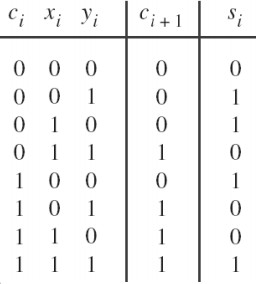 c_i x_i y_i c_{i+1} s_i
0 0 0 0 0
0 0 1 0 1
0 1 0 0 1
0 1 1 1 0
1 0 0 0 1
1 0 1 1 0
1 1 0 1 0
1 1 1 1 1